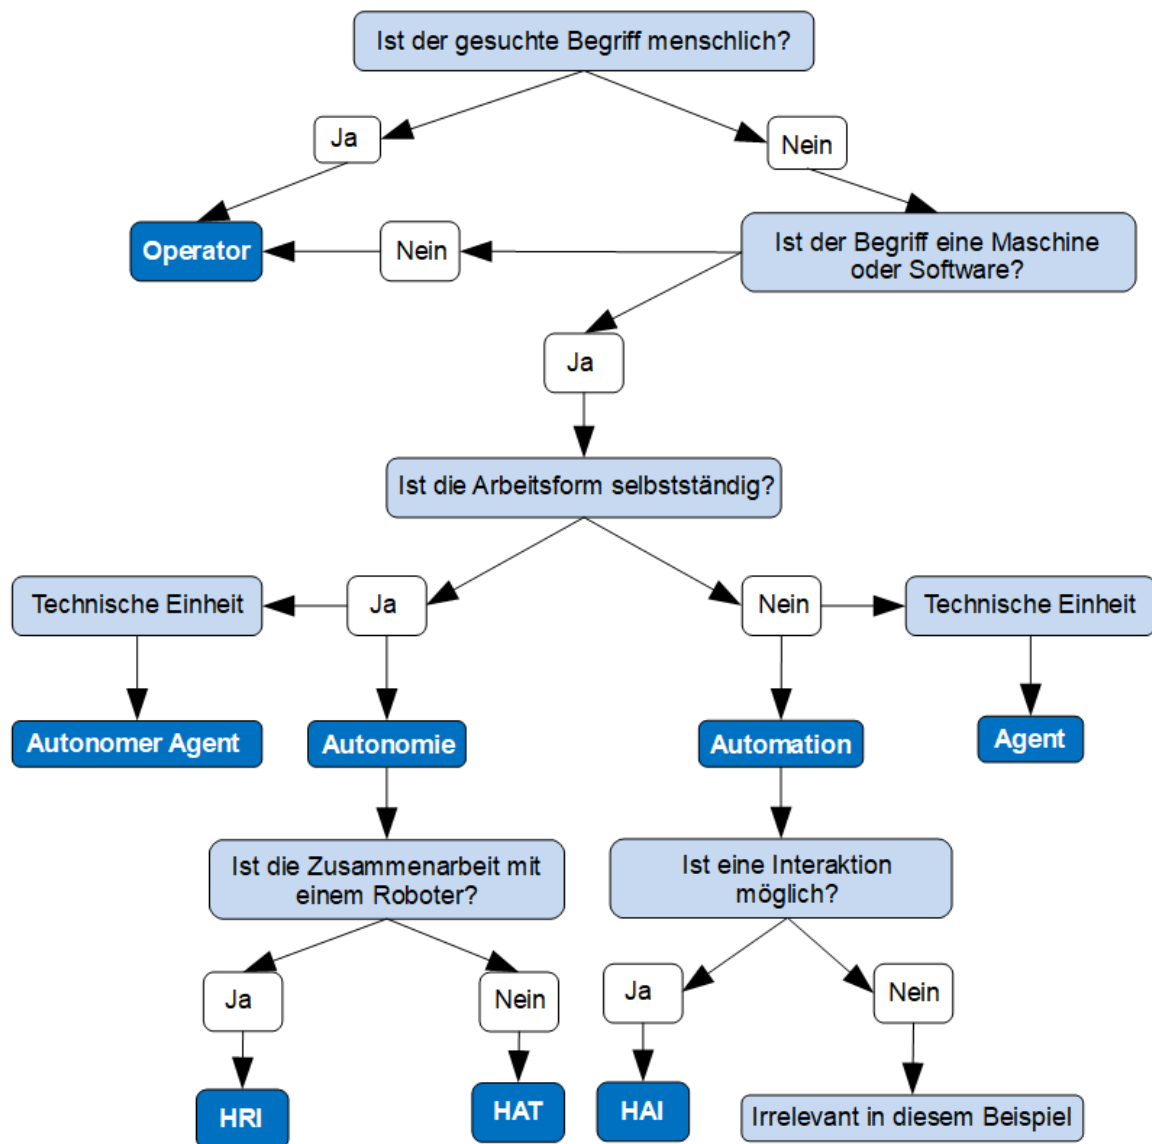 Ist der gesuchte Begriff menschlich?
Ja
Nein
Operator
Nein
Ist der Begriff eine Maschine
oder Software?
Ja
Ist die Arbeitsform selbstständig?
Technische Einheit
Ja
Nein
Technische Einheit
Autonomer Agent
Autonomie
Automation
Agent
Ist die Zusammenarbeit mit
einem Roboter?
Ist eine Interaktion
möglich?
Ja
Nein
Ja
Nein
HRI
HAT
HAI
Irrelevant in diesem Beispiel